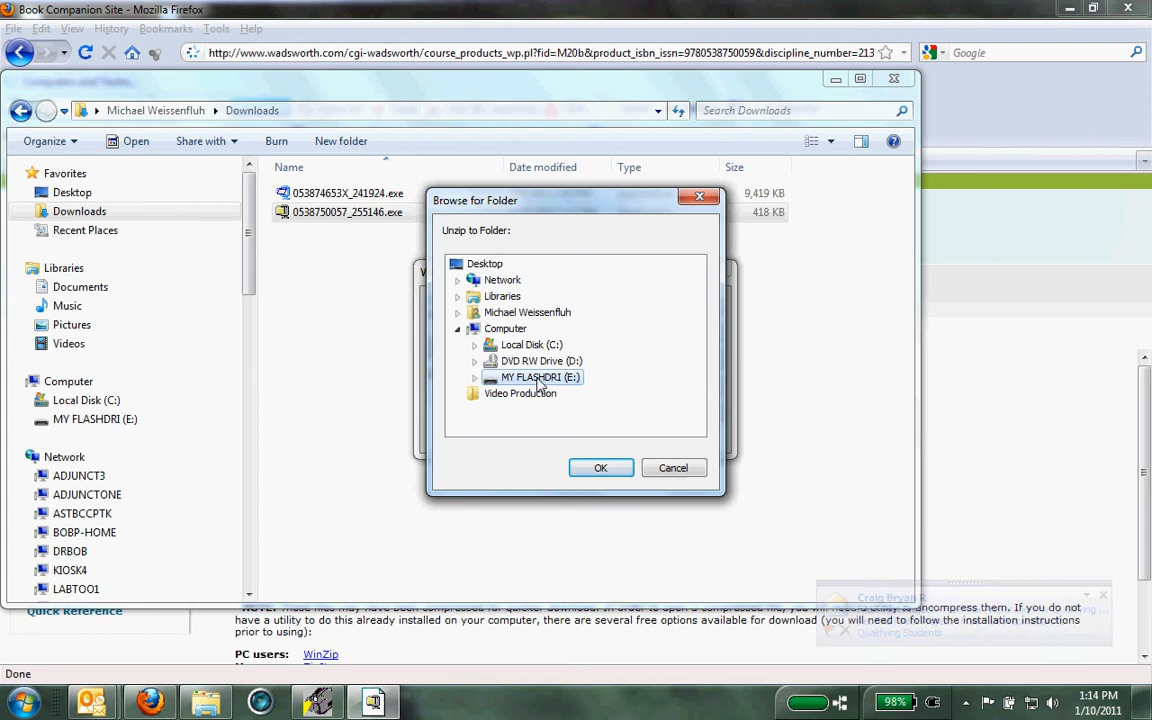 Book Companion Site - Mozilla Firefox
File Edit View History Bookmarks Tools Help
http://www.wadsworth.com/cgi-wadsworth/course_products_wp.pl?fid=M20b&product_isbn_issn=9780538750059&discipline_number=213
Google
Michael Weissenfluh Downloads
Search Downloads
Organize Open Share with Burn New folder
Favorites
Desktop
Downloads
Recent Places
Libraries
Documents
Music
Pictures
Videos
Computer
Local Disk (C:)
MY FLASHDRI (E:)
Network
ADJUNCT3
ADJUNCTONE
ASTBCCPTK
BOBP-HOME
DRBOB
KIOSK4
LABTOO1
Name Date modified Type Size
053874653X_241924.exe 9,419 KB
0538750057_255146.exe 418 KB
Browse for Folder
Unzip to Folder:
Desktop
Network
Libraries
Michael Weissenfluh
Computer
Local Disk (C:)
DVD RW Drive (D:)
MY FLASHDRI (E:)
Video Production
OK Cancel
Craig Bryan R
Qualifying Students
Quick Reference
have a utility to do this already installed on your computer, there are several free options available for download (you will need to follow the installation instructions
prior to using):
PC users: WinZip
Done
98%
1:14 PM
1/10/2011